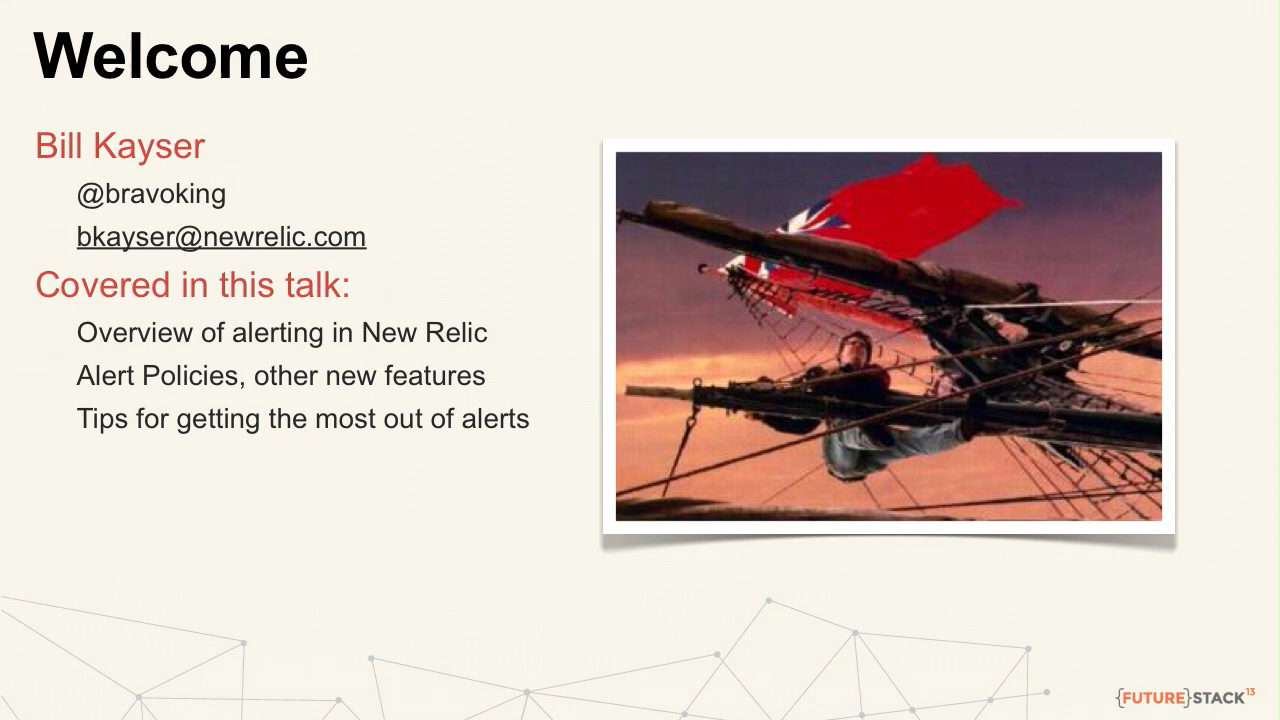 Welcome
Bill Kayser
@bravoking
bkayser@newrelic.com
Covered in this talk:
Overview of alerting in New Relic
Alert Policies, other new features
Tips for getting the most out of alerts
{FUTURE}STACK13